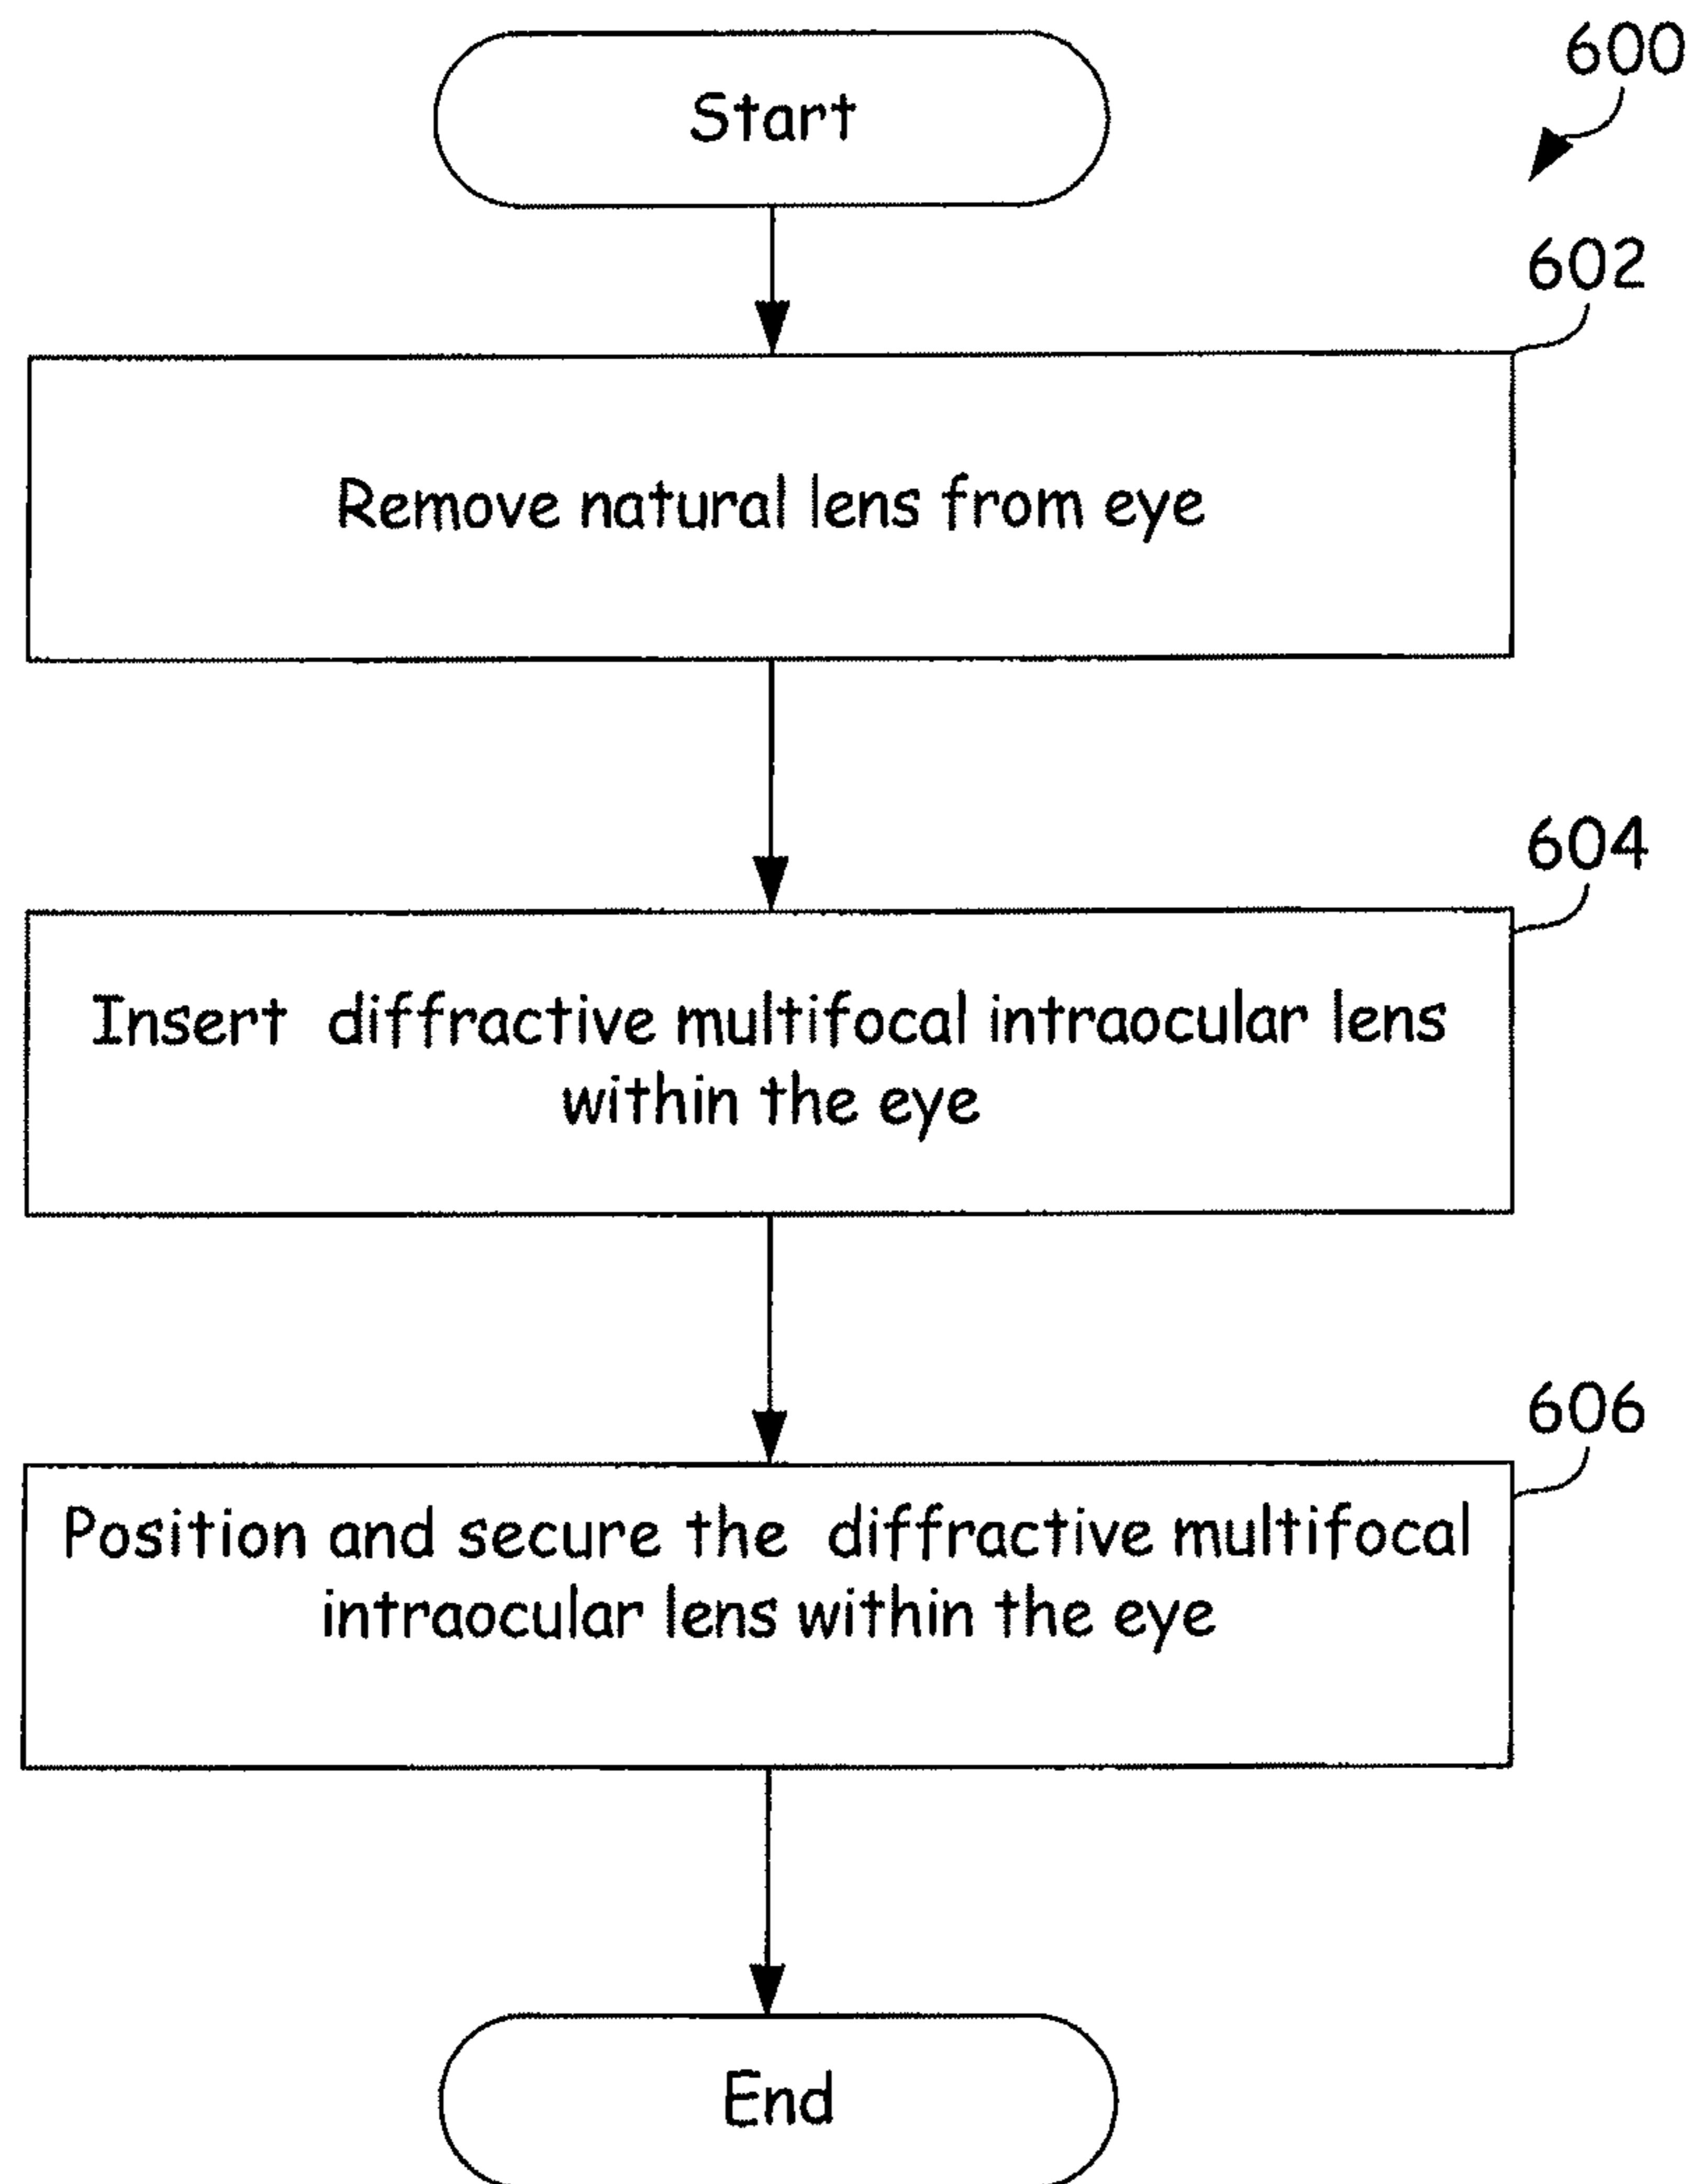 Start
600
602
Remove natural lens from eye
604
Insert diffractive multifocal intraocular lens
within the eye
606
Position and secure the diffractive multifocal
intraocular lens within the eye
End